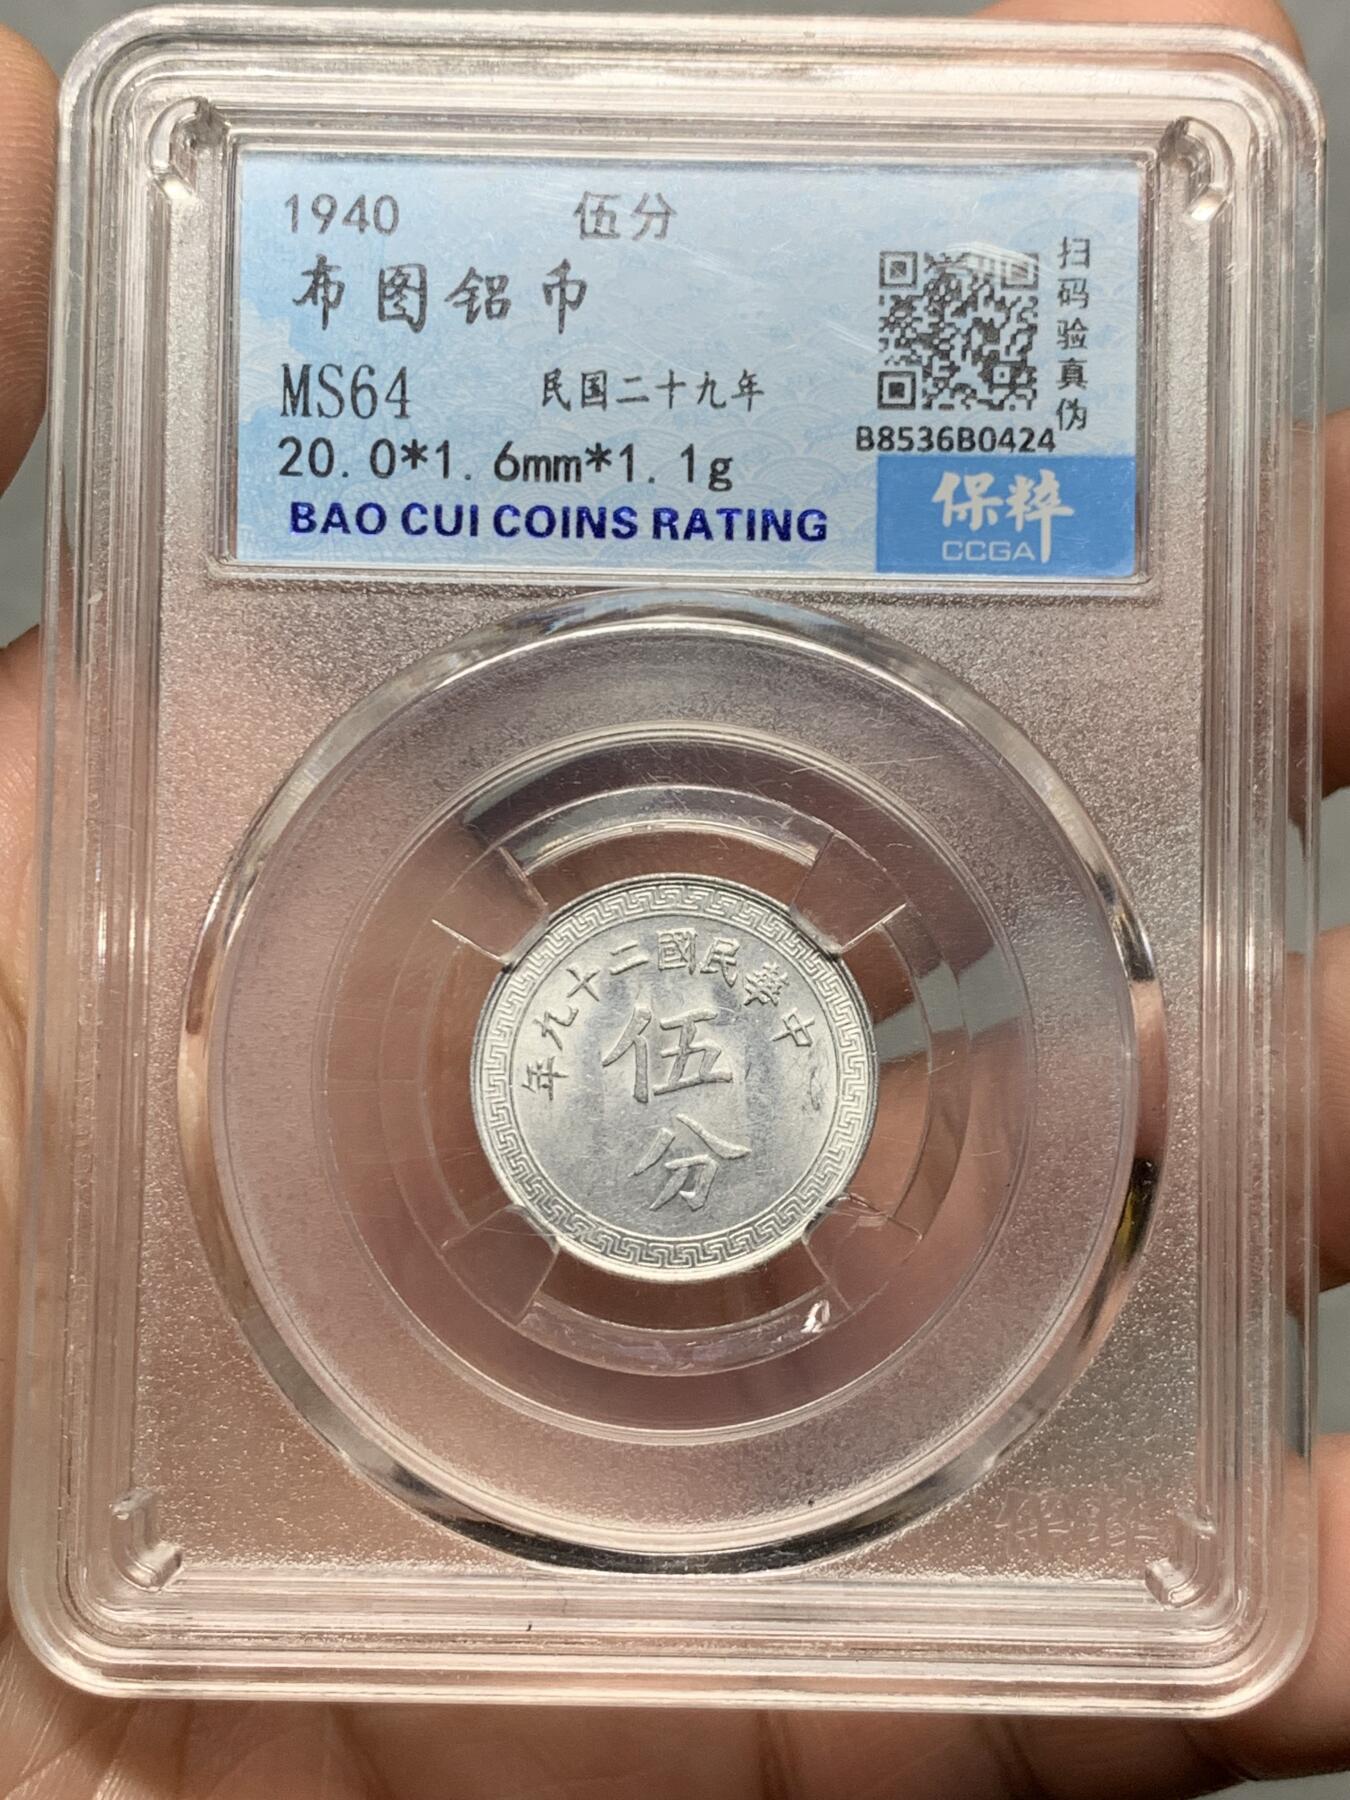 1940 伍分
布图铝币
MS64 民国二十九年
20.0*1.6mm*1.1g
BAO CUI COINS RATING
扫码验真伪
B8536B0424
保粹
CCGA
中華民國二十九年
伍分
保粹